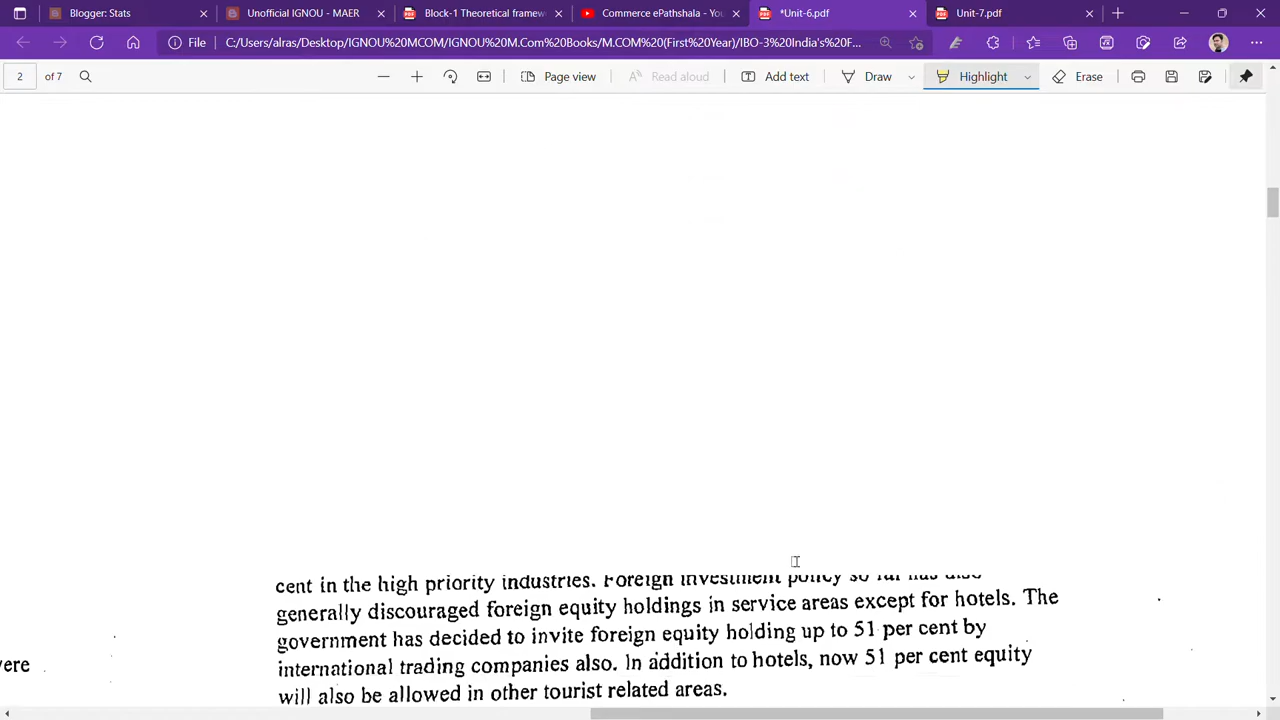 Blogger: Stats
Unofficial IGNOU - MAER
Block-1 Theoretical framew
Commerce ePathshala - You
*Unit-6.pdf
Unit-7.pdf
File
C:/Users/alras/Desktop/IGNOU%20MCOM/IGNOU%20M.Com%20Books/M.COM%20(First%20Year)/IBO-3%20India's%20F...
2 of 7
Page view
Read aloud
Add text
Draw
Highlight
Erase
cent in the high priority industries. Foreign investment policy so far has also
generally discouraged foreign equity holdings in service areas except for hotels. The
government has decided to invite foreign equity holding up to 51 per cent by
international trading companies also. In addition to hotels, now 51 per cent equity
will also be allowed in other tourist related areas.
vere